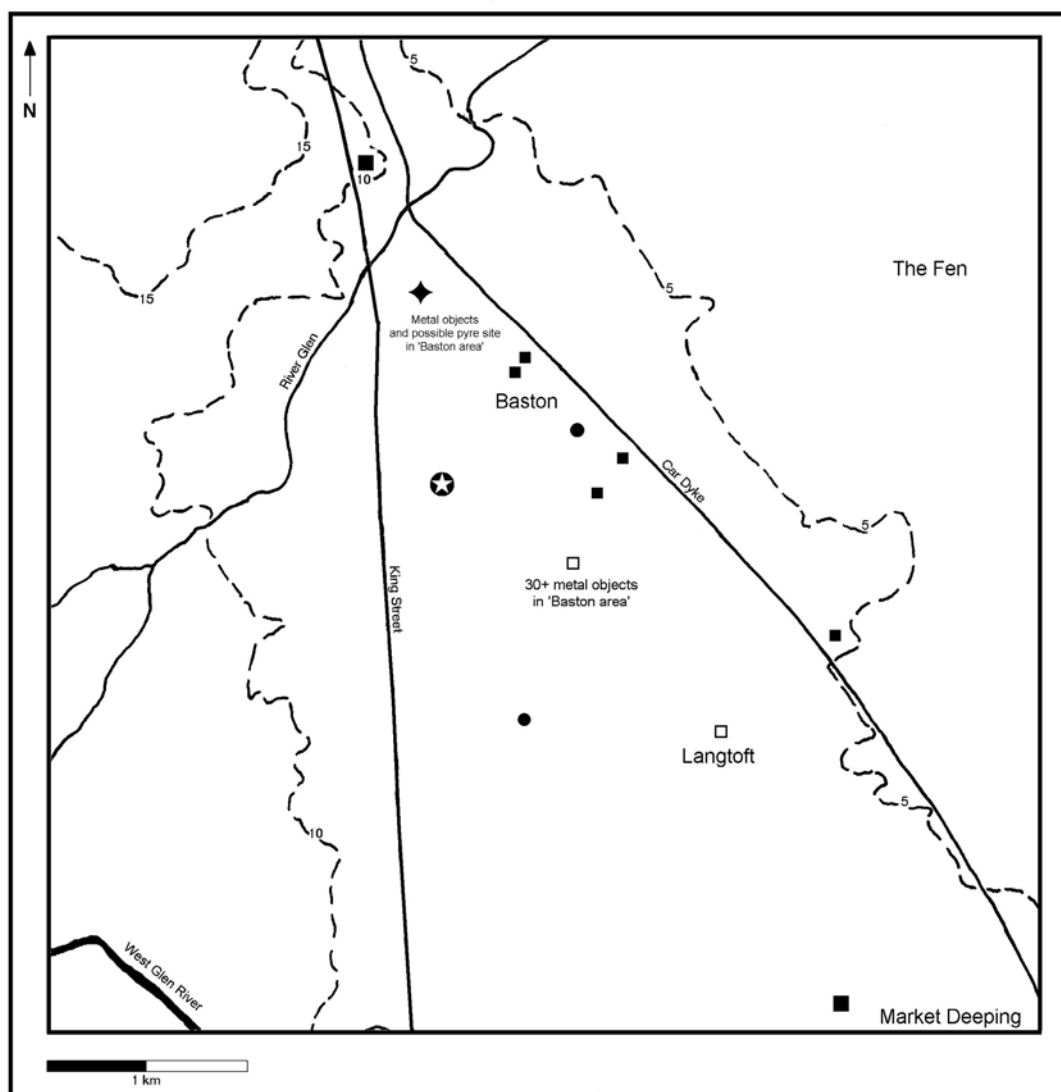 N
5
15
10
15
The Fen
5
Metal objects
and possible pyre site
in 'Baston area'
River Glen
Baston
Car Dyke
5
King Street
30+ metal objects
in 'Baston area'
Langtoft
5
10
West Glen River
Market Deeping
1 km